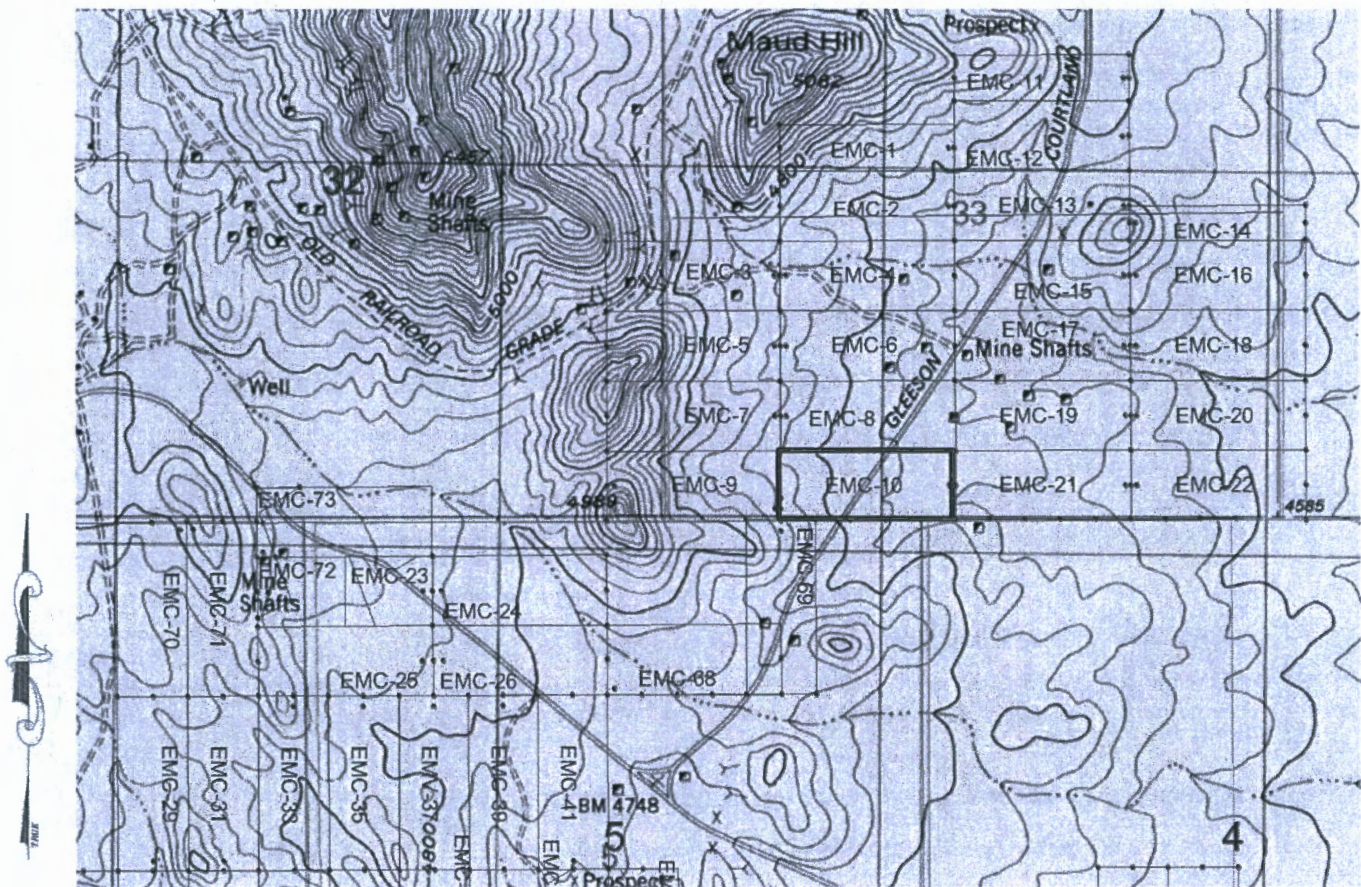 Maud Hill
Prospect
5082
EMC-11
COURTLAND
EMC-1
EMC-12
6457
32
4800
Mine
Shafts
EMC-2
33
EMC-13
EMC-14
OLD
RAILROAD
GRADE
5000
EMC-3
EMC-4
EMC-15
EMC-16
EMC-17
EMC-5
EMC-6
Mine Shafts
EMC-18
GLEESON
Well
EMC-7
EMC-8
EMC-19
EMC-20
EMC-9
EMC-10
EMC-21
EMC-22
EMC-73
4989
4585
EMC-72
EMC-23
Mine
Shafts
EMC-24
EMC-69
EMC-70
EMC-71
EMC-25
EMC-26
EMC-68
EMC-29
EMC-31
EMC-33
EMC-35
EMC-39
EMC-41
BM 4748
5
4
EMC-
EMC
Prospect